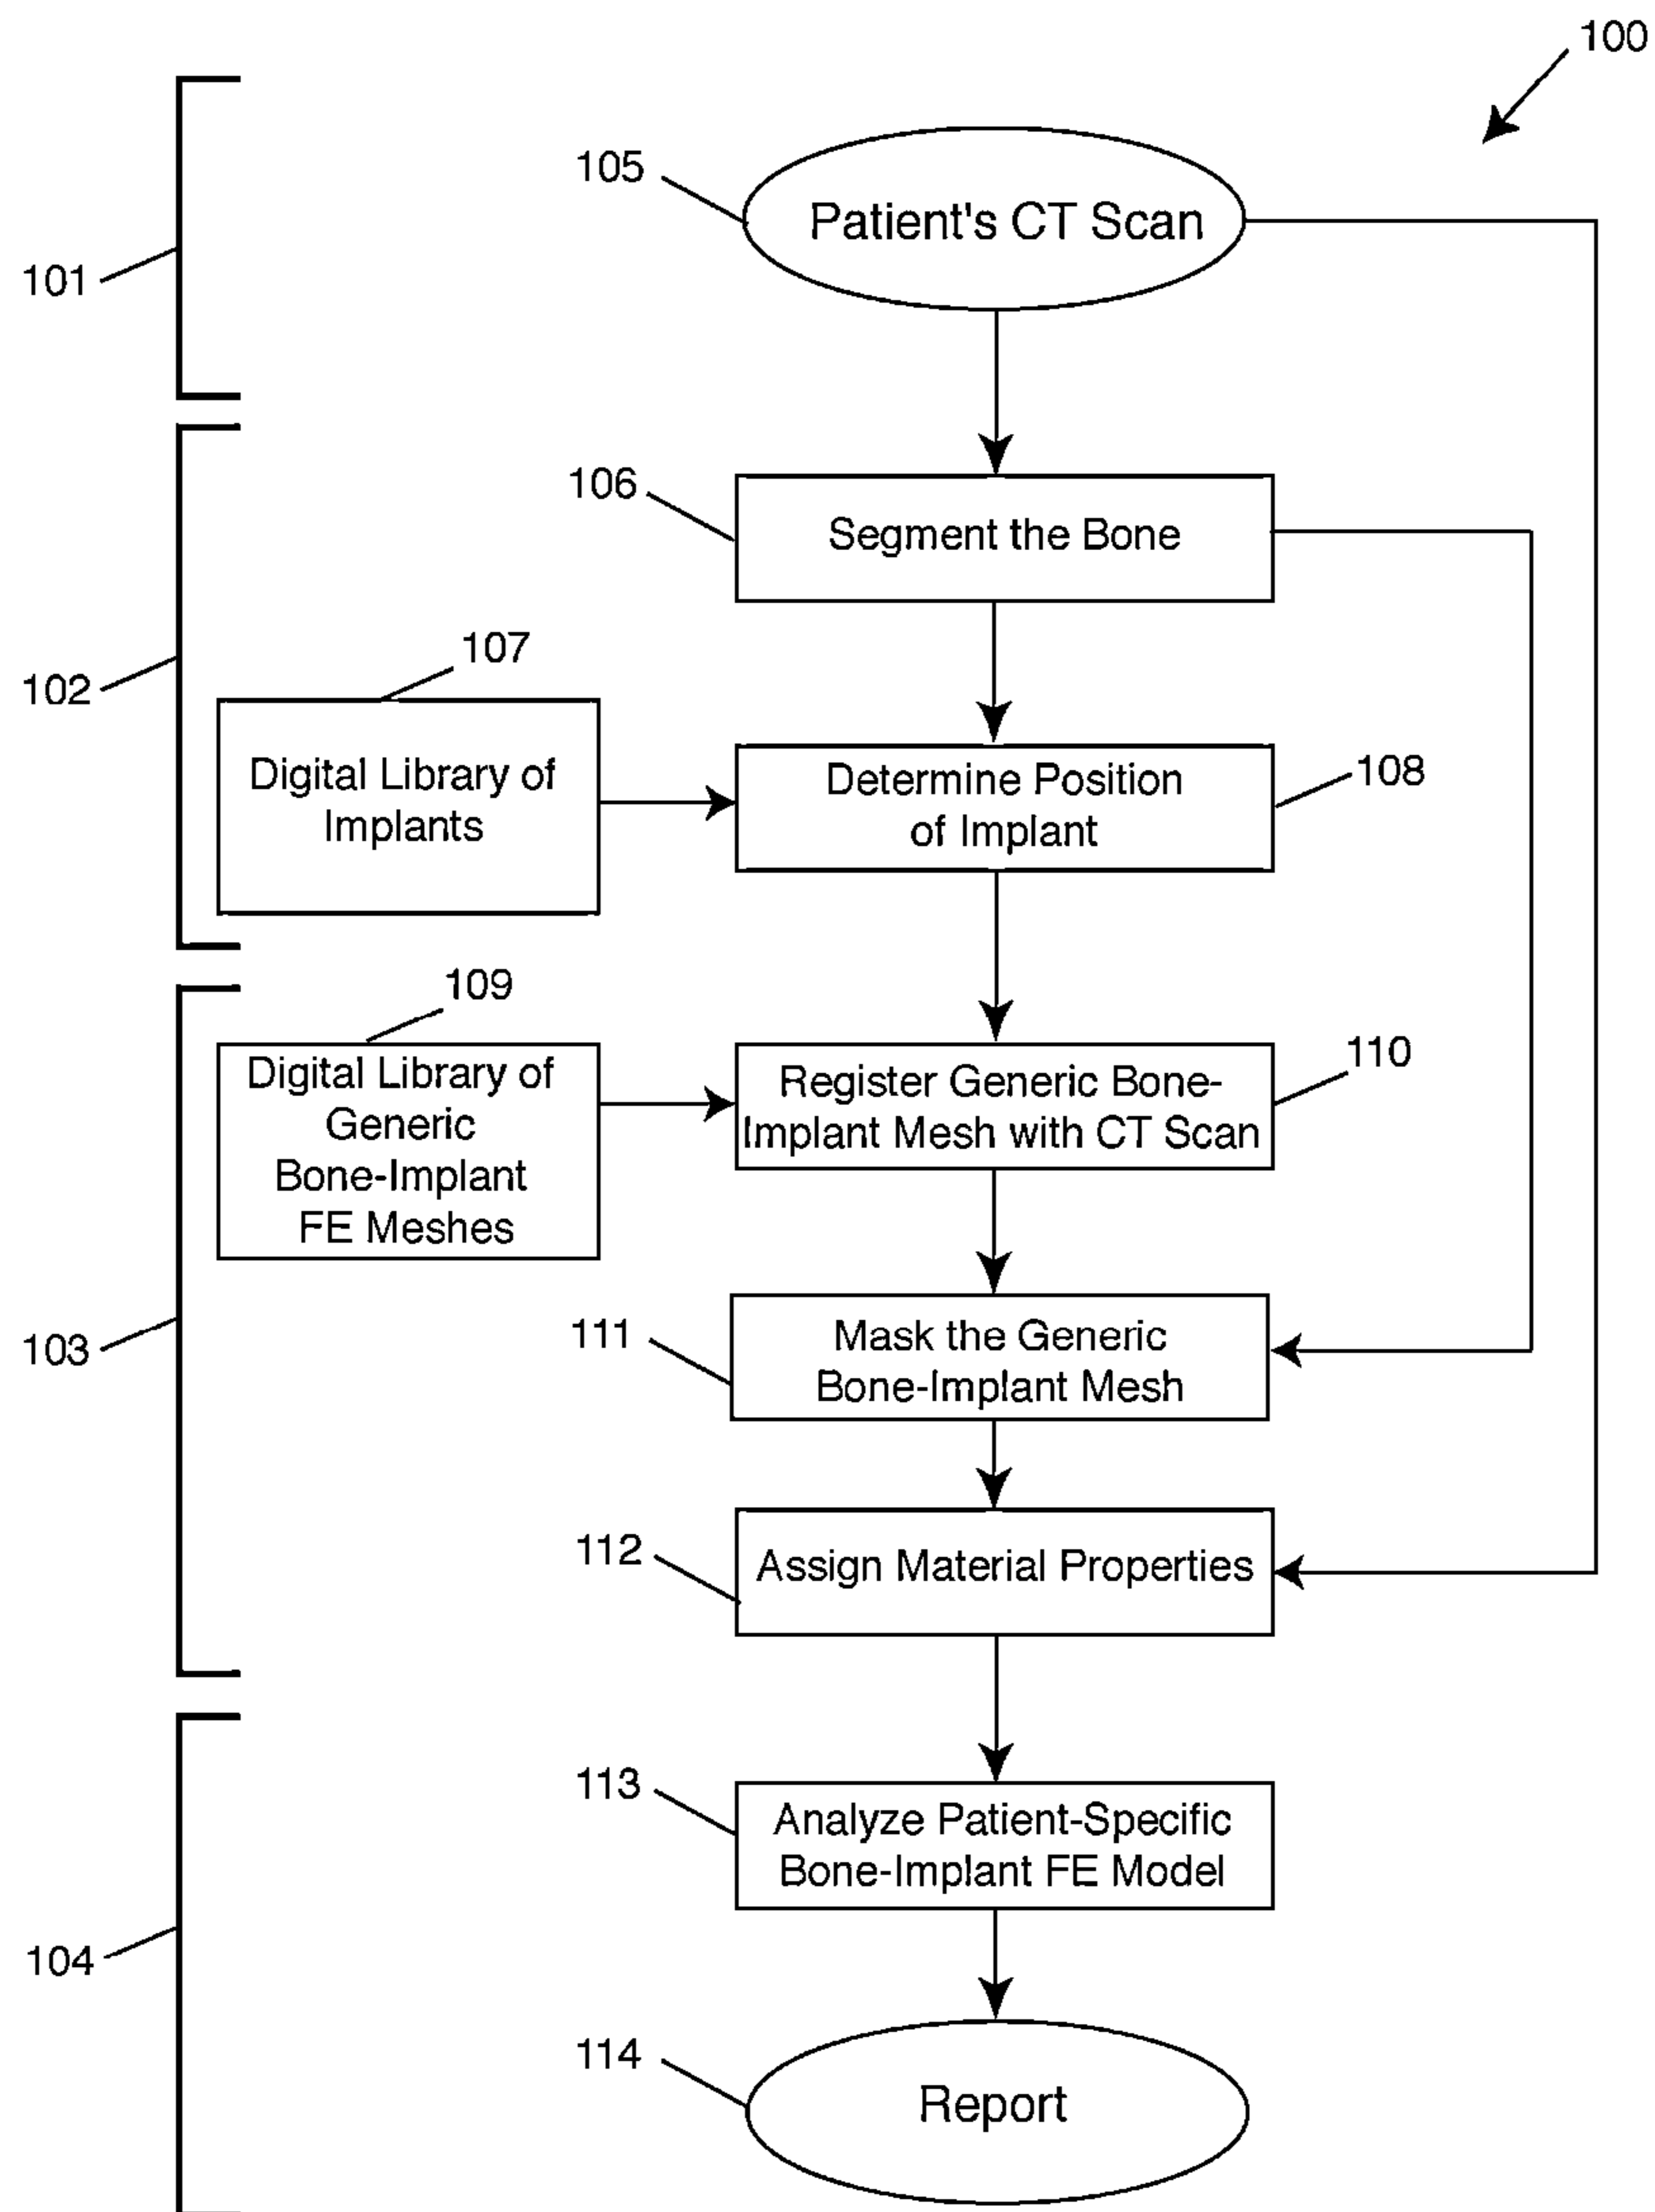 100
105
Patient's CT Scan
101
106
Segment the Bone
107
102
Digital Library of
Implants
Determine Position
of Implant
108
109
Digital Library of
Generic
Bone-Implant
FE Meshes
Register Generic Bone-
Implant Mesh with CT Scan
110
103
111
Mask the Generic
Bone-Implant Mesh
112
Assign Material Properties
113
Analyze Patient-Specific
Bone-Implant FE Model
104
114
Report